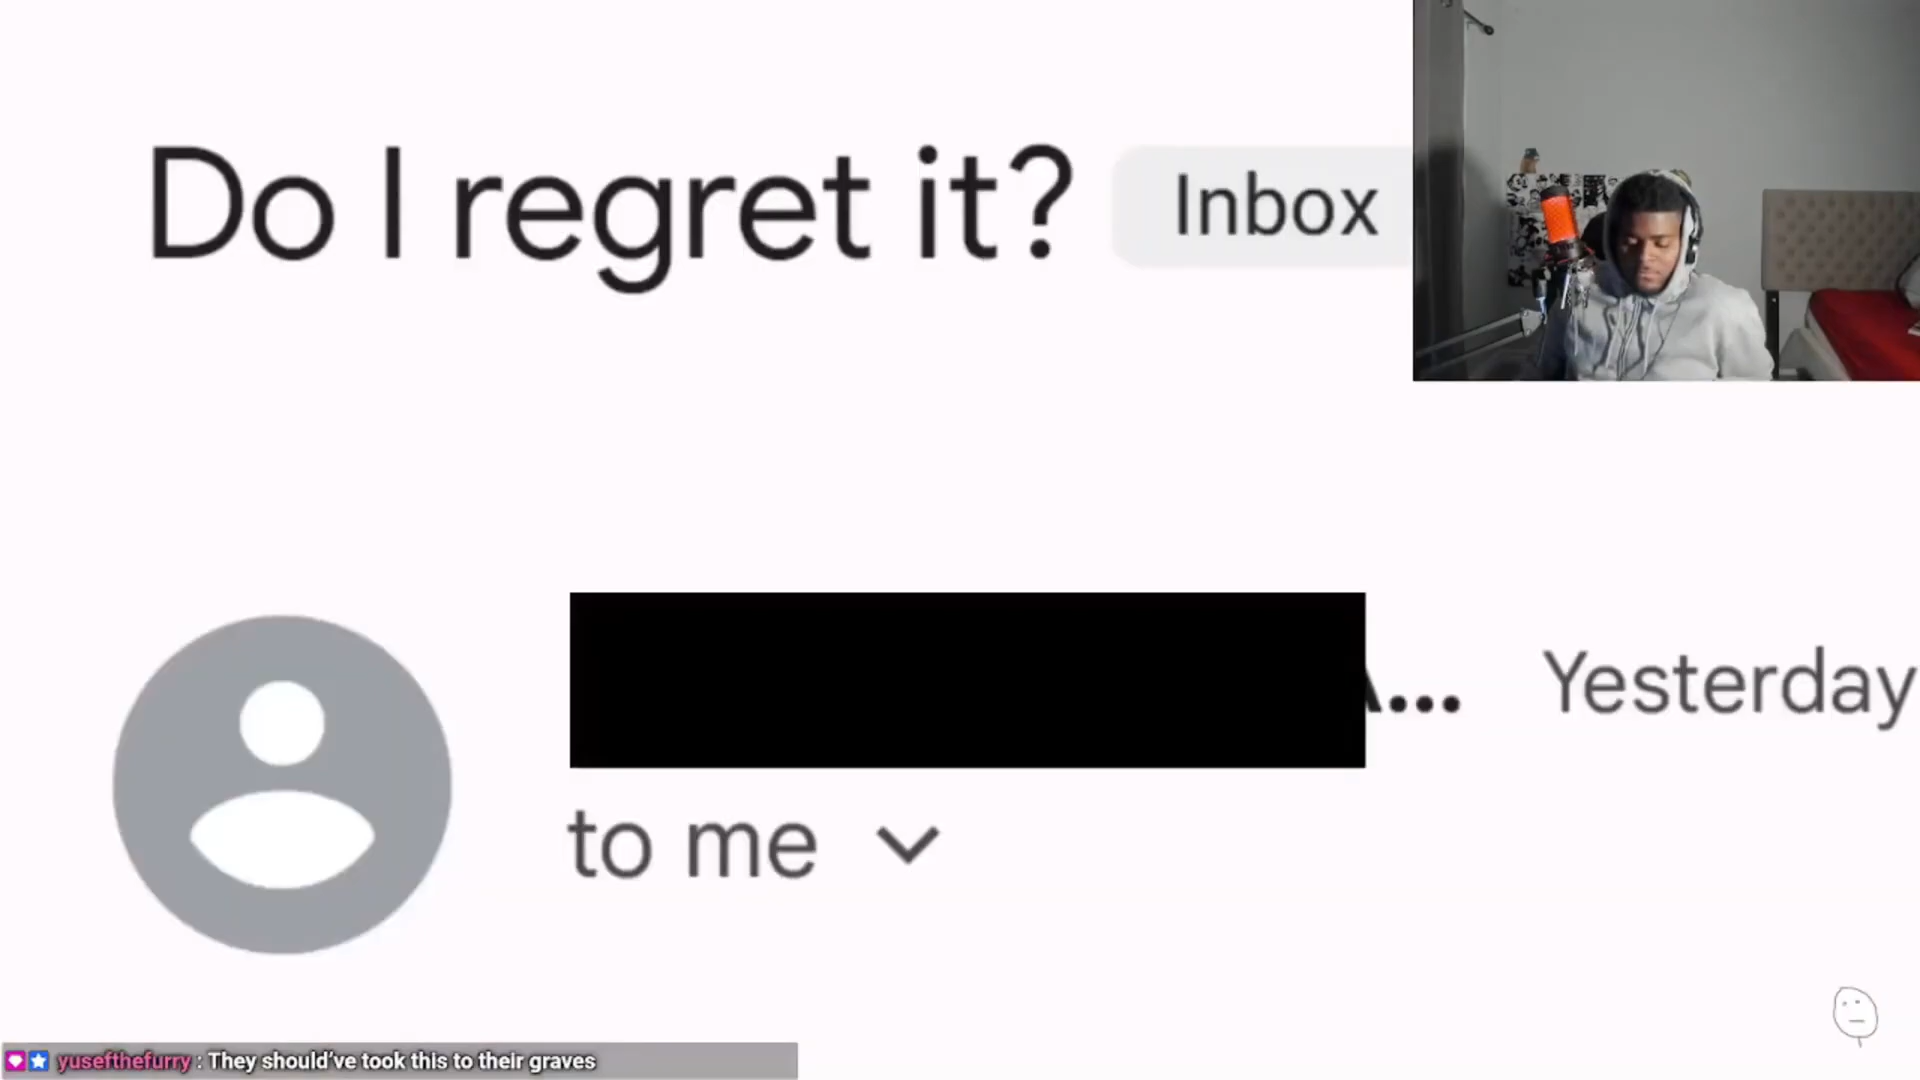 Do I regret it? Inbox
... Yesterday
to me
yusefthefurry : They should've took this to their graves